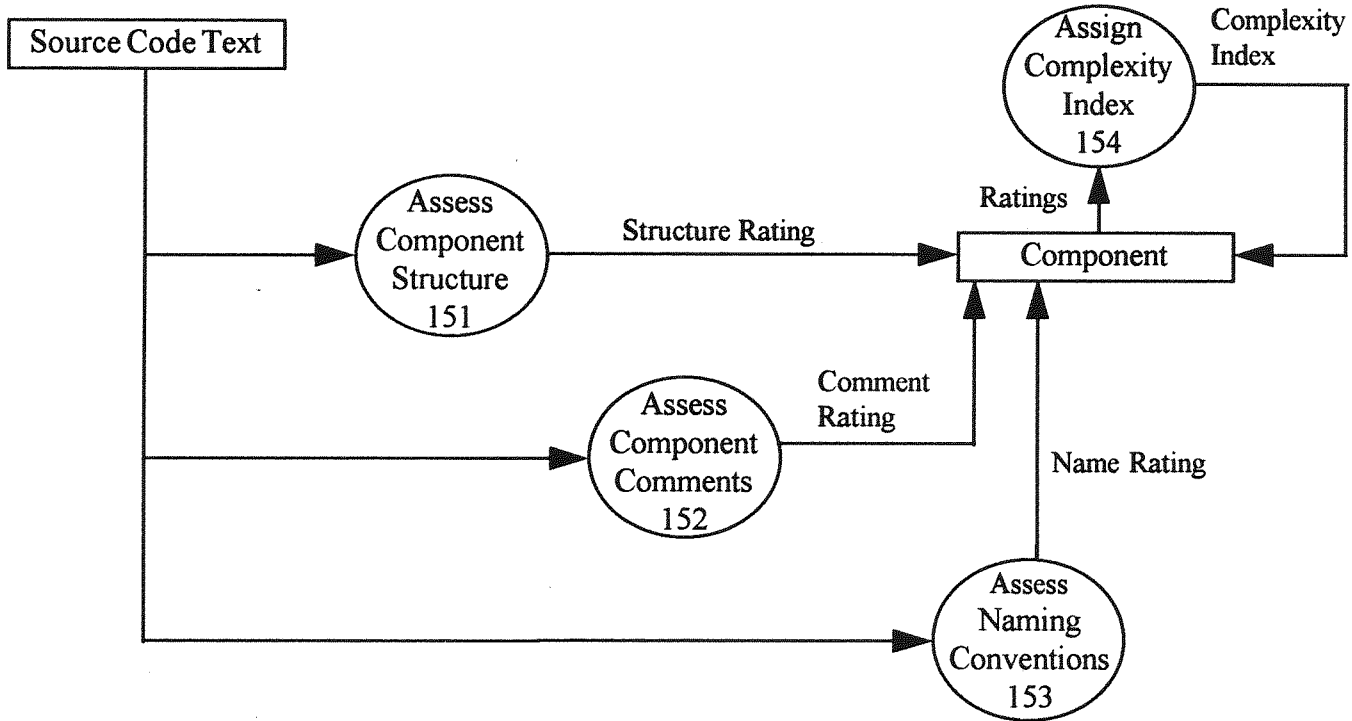 Source Code Text
Assign
Complexity
Index
154
Complexity
Index
Ratings
Assess
Component
Structure
151
Structure Rating
Component
Assess
Component
Comments
152
Comment
Rating
Name Rating
Assess
Naming
Conventions
153